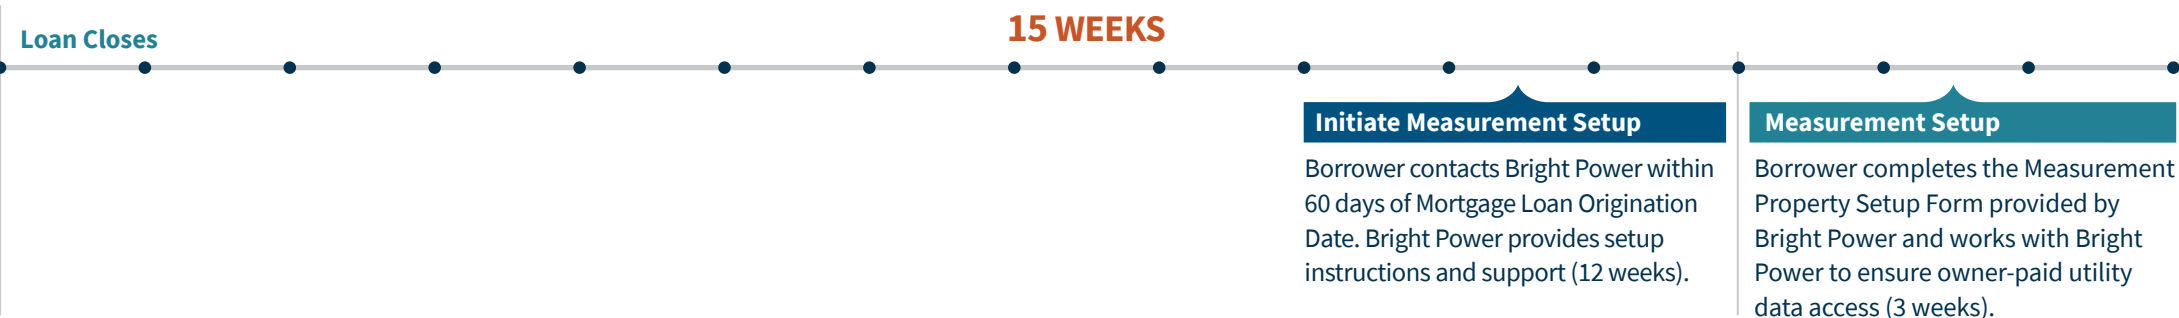 15 WEEKS
Loan Closes
Initiate Measurement Setup
Borrower contacts Bright Power within
60 days of Mortgage Loan Origination
Date. Bright Power provides setup
instructions and support (12 weeks).
Measurement Setup
Borrower completes the Measurement
Property Setup Form provided by
Bright Power and works with Bright
Power to ensure owner-paid utility
data access (3 weeks).